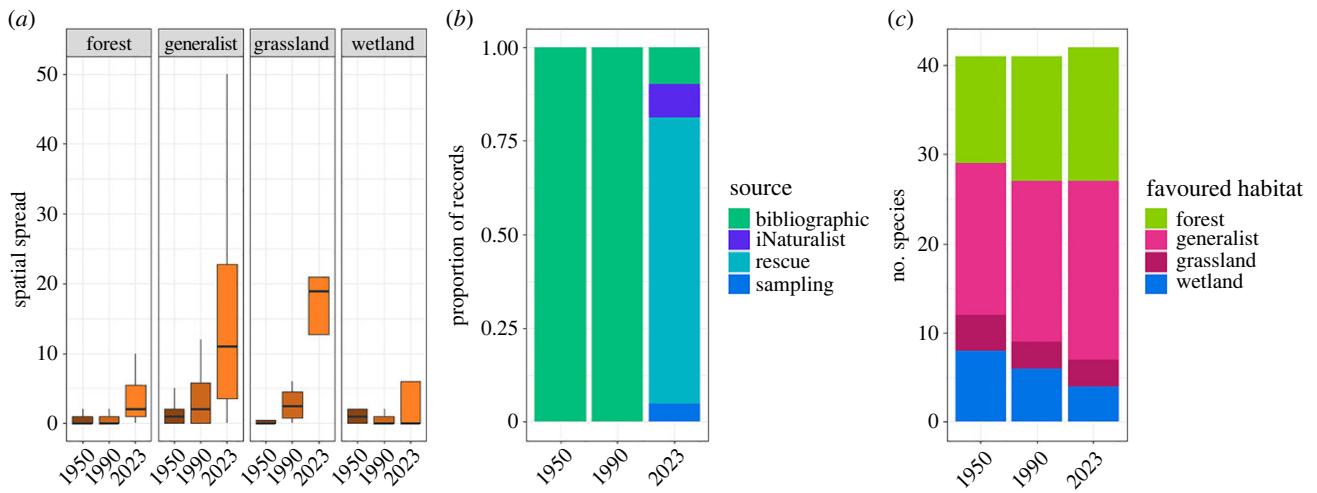 (a)
forest generalist grassland wetland
spatial spread
50
40
30
20
10
0
1950 1990 2023 1950 1990 2023 1950 1990 2023 1950 1990 2023
(b)
proportion of records
1.00
0.75
0.50
0.25
0
1950 1990 2023
source
bibliographic
iNaturalist
rescue
sampling
(c)
no. species
40
30
20
10
0
1950 1990 2023
favoured habitat
forest
generalist
grassland
wetland